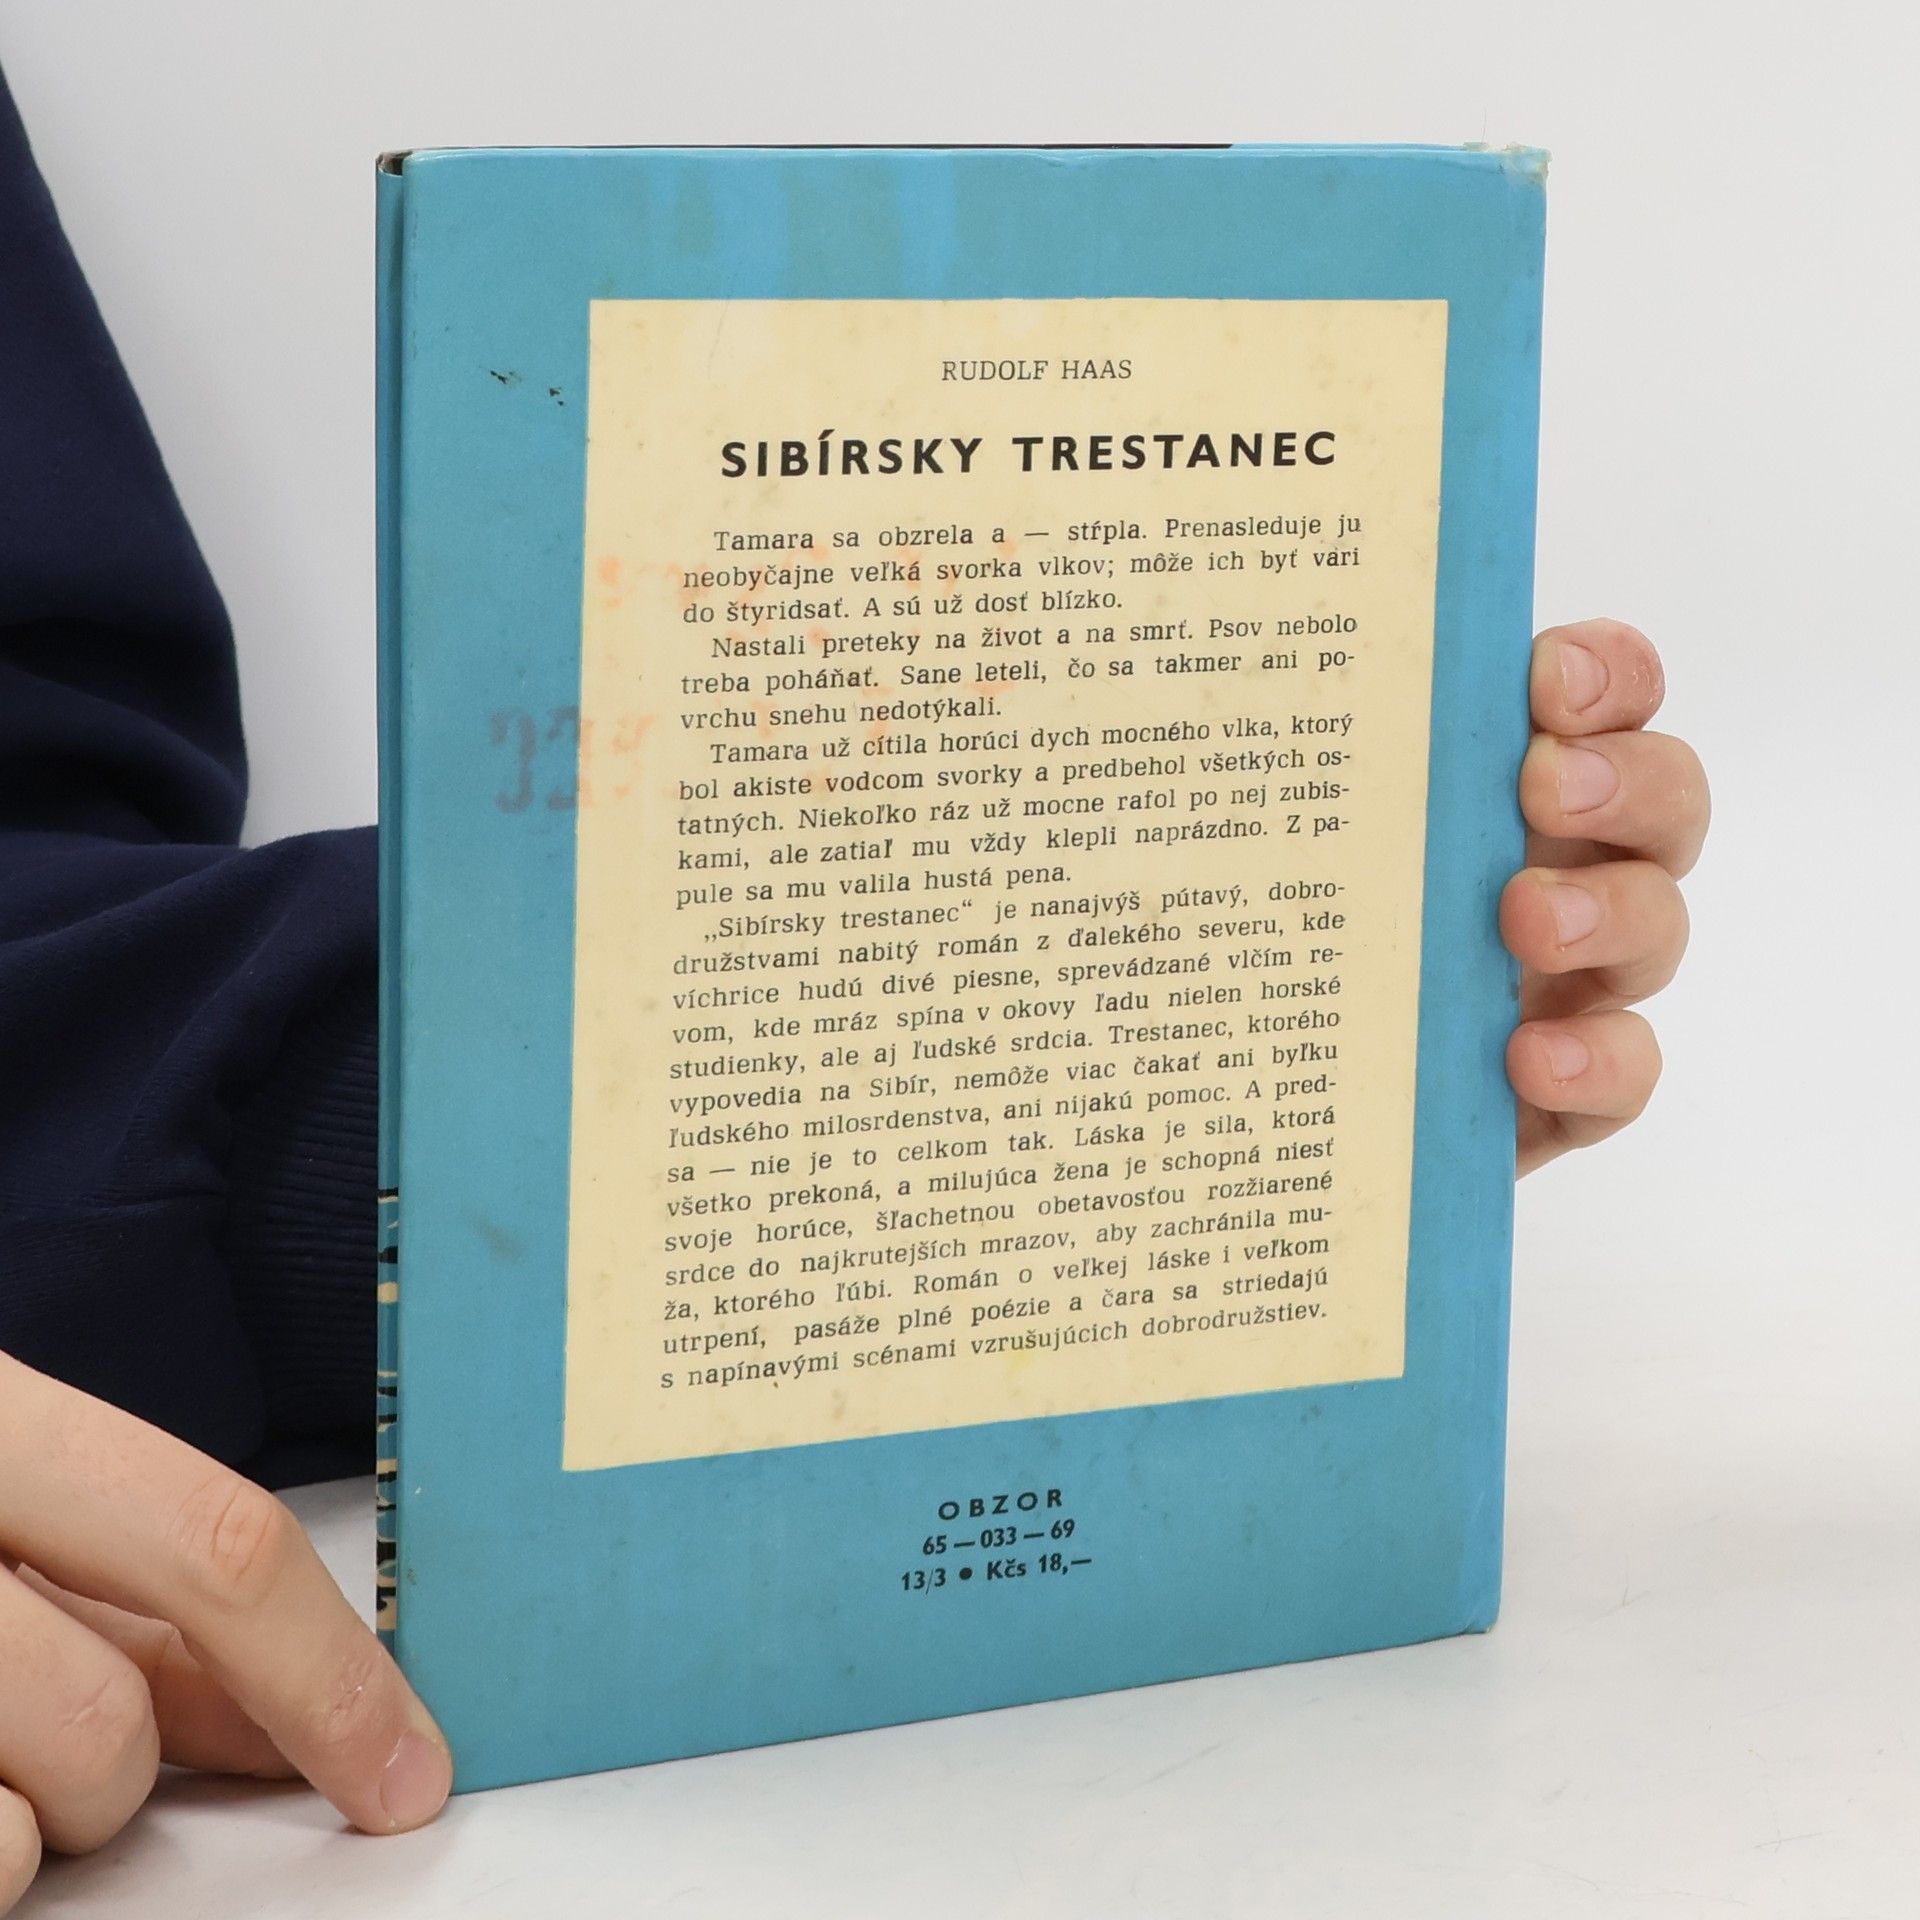 RUDOLF HAAS
SIBÍRSKY TRESTANEC
Tamara sa obzrela a — stŕpla. Prenasleduje ju
neobyčajne veľká svorka vlkov; môže ich byť vari
do štyridsať. A sú už dosť blízko.
Nastali preteky na život a na smrť. Psov nebolo
treba poháňať. Sane leteli, čo sa takmer ani po-
vrchu snehu nedotýkali.
Tamara už cítila horúci dych mocného vlka, ktorý
bol akiste vodcom svorky a predbehol všetkých os-
tatných. Niekoľko ráz už mocne rafol po nej zubis-
kami, ale zatiaľ mu vždy klepli naprázdno. Z pa-
pule sa mu valila hustá pena.
„Sibírsky trestanec“ je nanajvýš pútavý, dobro-
družstvami nabitý román z ďalekého severu, kde
víchrice hudú divé piesne, sprevádzané vlčím re-
vom, kde mráz spína v okovy ľadu nielen horské
studienky, ale aj ľudské srdcia. Trestanec, ktorého
vypovedia na Sibír, nemôže viac čakať ani byľku
ľudského milosrdenstva, ani nijakú pomoc. A pred-
sa — nie je to celkom tak. Láska je sila, ktorá
všetko prekoná, a milujúca žena je schopná niesť
svoje horúce, šľachetnou obetavosťou rozžiarené
srdce do najkrutejších mrazov, aby zachránila mu-
ža, ktorého ľúbi. Román o veľkej láske i veľkom
utrpení, pasáže plné poézie a čara sa striedajú
s napínavými scénami vzrušujúcich dobrodružstiev.
OBZOR
65 — 033 — 69
13/3 • Kčs 18,—